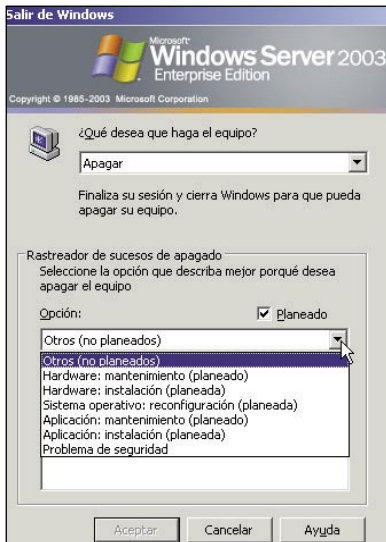 Salir de Windows
Microsoft
Windows Server 2003
Enterprise Edition
Copyright © 1985-2003 Microsoft Corporation
¿Qué desea que haga el equipo?
Apagar
Finaliza su sesión y cierra Windows para que pueda
apagar su equipo.
Rastreador de sucesos de apagado
Seleccione la opción que describa mejor porqué desea
apagar el equipo
Opción:
Planeado
Otros (no planeados)
Otros (no planeados)
Hardware: mantenimiento (planeado)
Hardware: instalación (planeada)
Sistema operativo: reconfiguración (planeada)
Aplicación: mantenimiento (planeado)
Aplicación: instalación (planeada)
Problema de seguridad
Aceptar
Cancelar
Ayuda